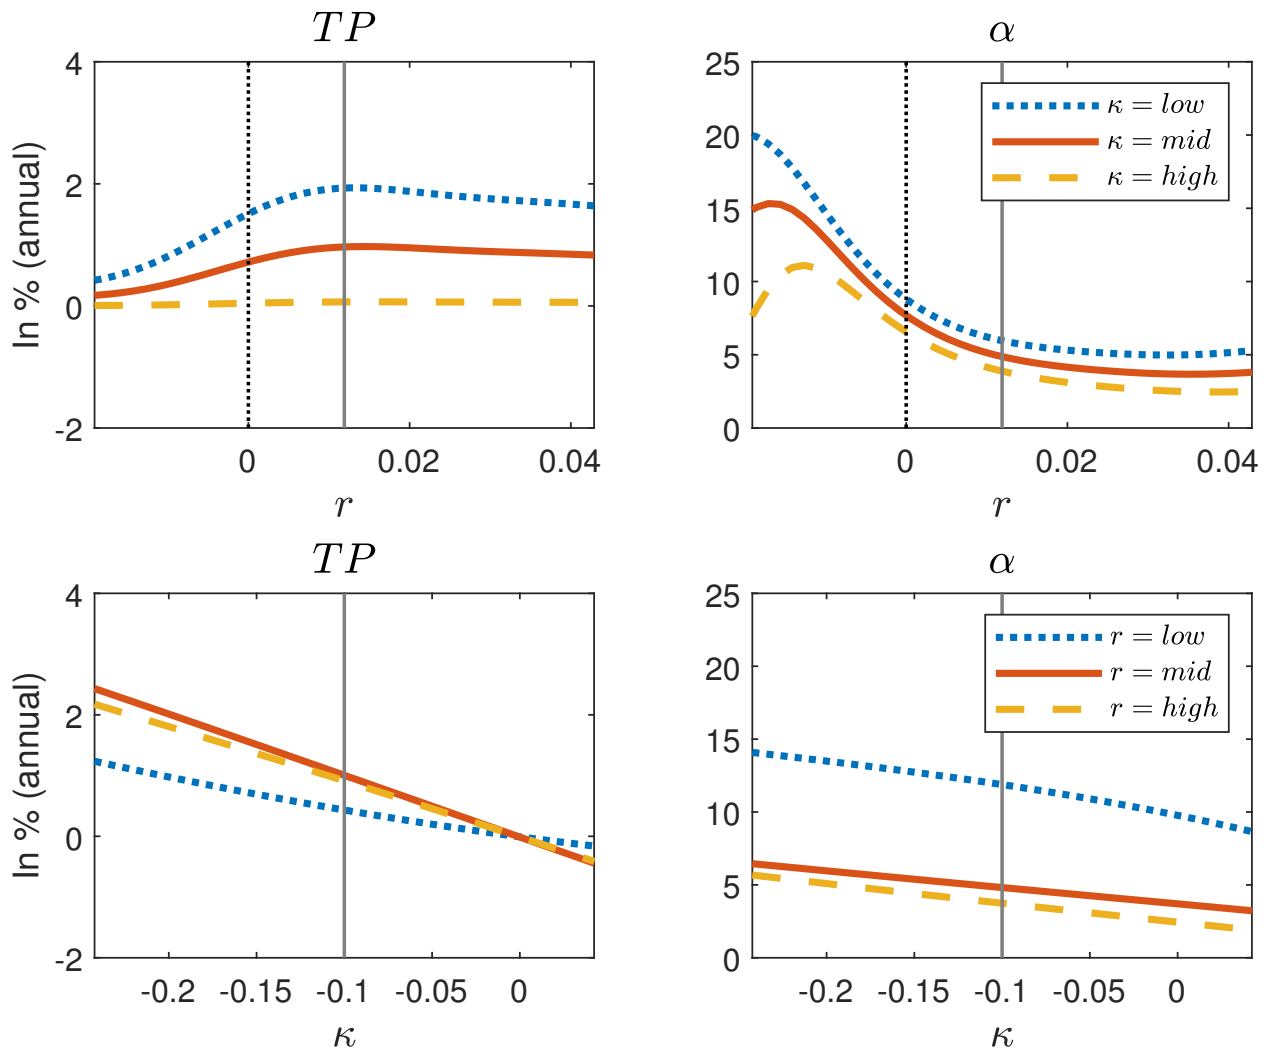 TP
4
2
0
-2
In % (annual)
0
0.02
0.04
r
α
25
20
15
10
5
0
κ = low
κ = mid
κ = high
0
0.02
0.04
r
TP
4
2
0
-2
In % (annual)
-0.2
-0.15
-0.1
-0.05
0
κ
α
25
20
15
10
5
0
r = low
r = mid
r = high
-0.2
-0.15
-0.1
-0.05
0
κ